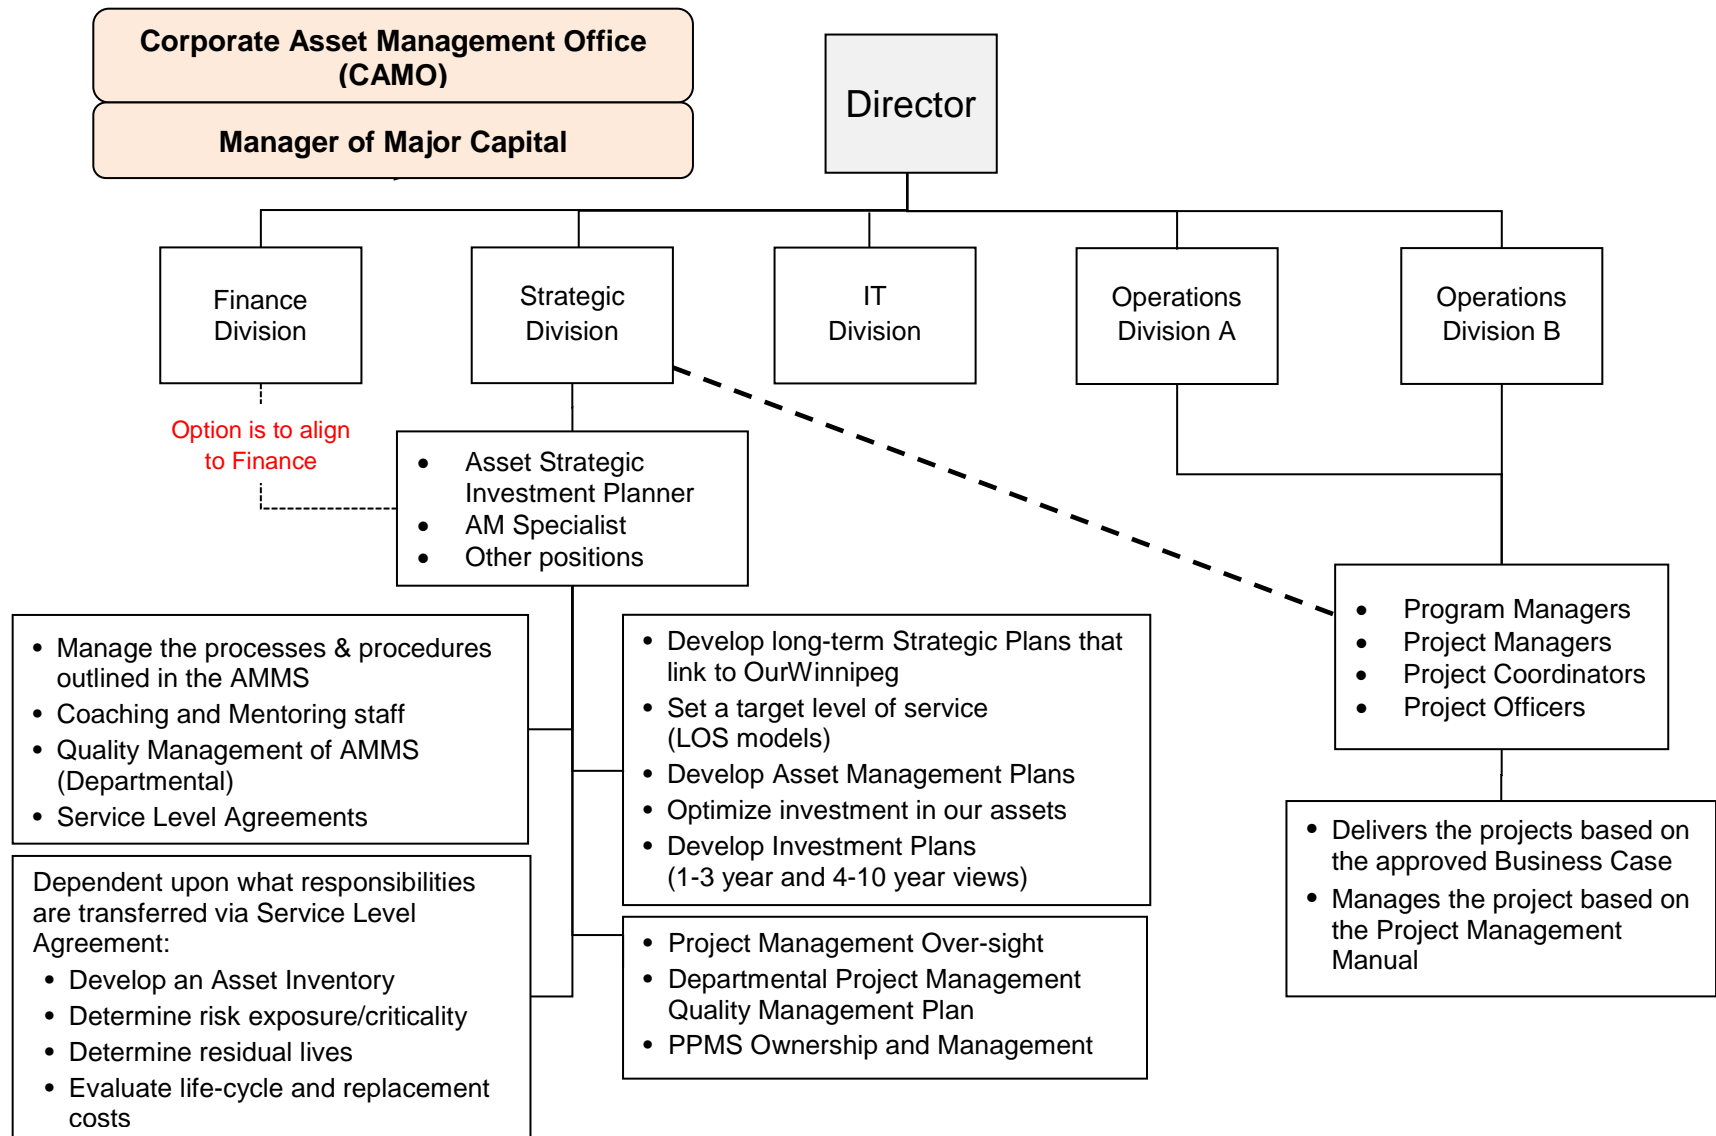 Corporate Asset Management Office
(CAMO)
Manager of Major Capital
Director
Finance
Division
Strategic
Division
IT
Division
Operations
Division A
Operations
Division B
Option is to align
to Finance
• Asset Strategic
Investment Planner
• AM Specialist
• Other positions
• Program Managers
• Project Managers
• Project Coordinators
• Project Officers
• Manage the processes & procedures
outlined in the AMMS
• Coaching and Mentoring staff
• Quality Management of AMMS
(Departmental)
• Service Level Agreements
• Develop long-term Strategic Plans that
link to OurWinnipeg
• Set a target level of service
(LOS models)
• Develop Asset Management Plans
• Optimize investment in our assets
• Develop Investment Plans
(1-3 year and 4-10 year views)
• Delivers the projects based on
the approved Business Case
• Manages the project based on
the Project Management
Manual
Dependent upon what responsibilities
are transferred via Service Level
Agreement:
• Develop an Asset Inventory
• Determine risk exposure/criticality
• Determine residual lives
• Evaluate life-cycle and replacement
costs
• Project Management Over-sight
• Departmental Project Management
Quality Management Plan
• PPMS Ownership and Management